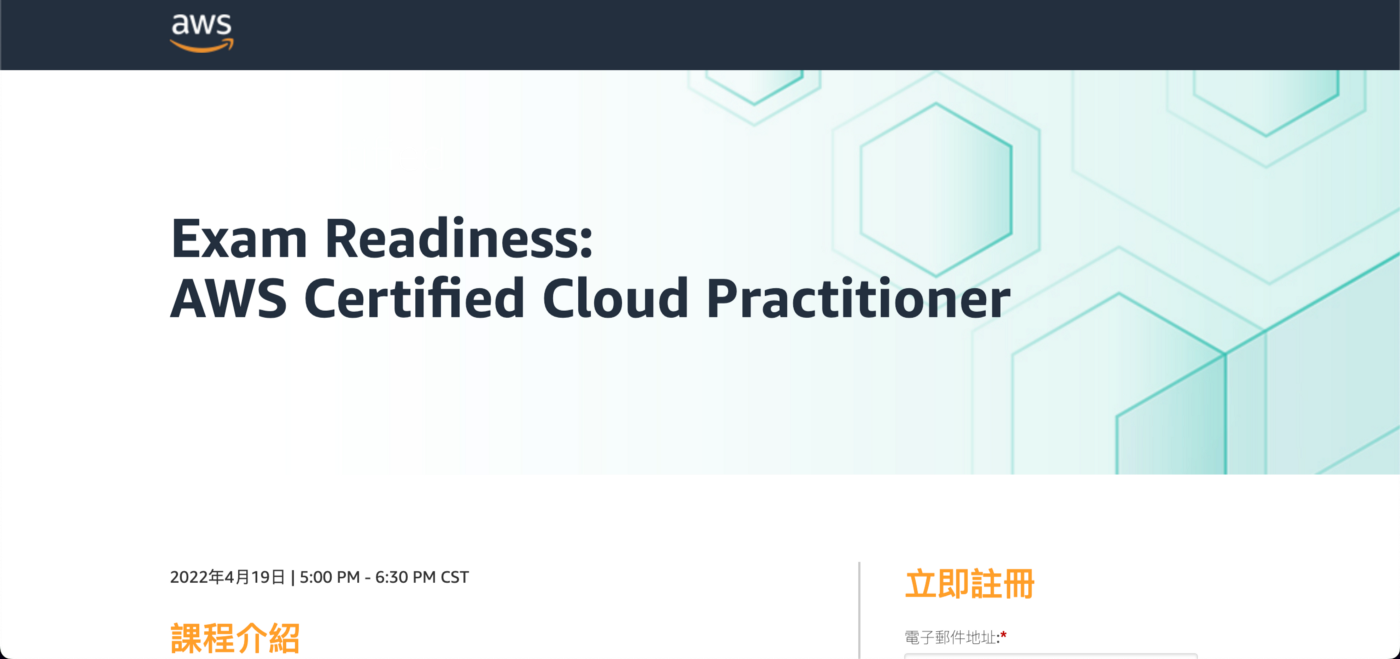 aws
Exam Readiness:
AWS Certified Cloud Practitioner
2022年4月19日 | 5:00 PM - 6:30 PM CST
課程介紹
立即註冊
電子郵件地址:*